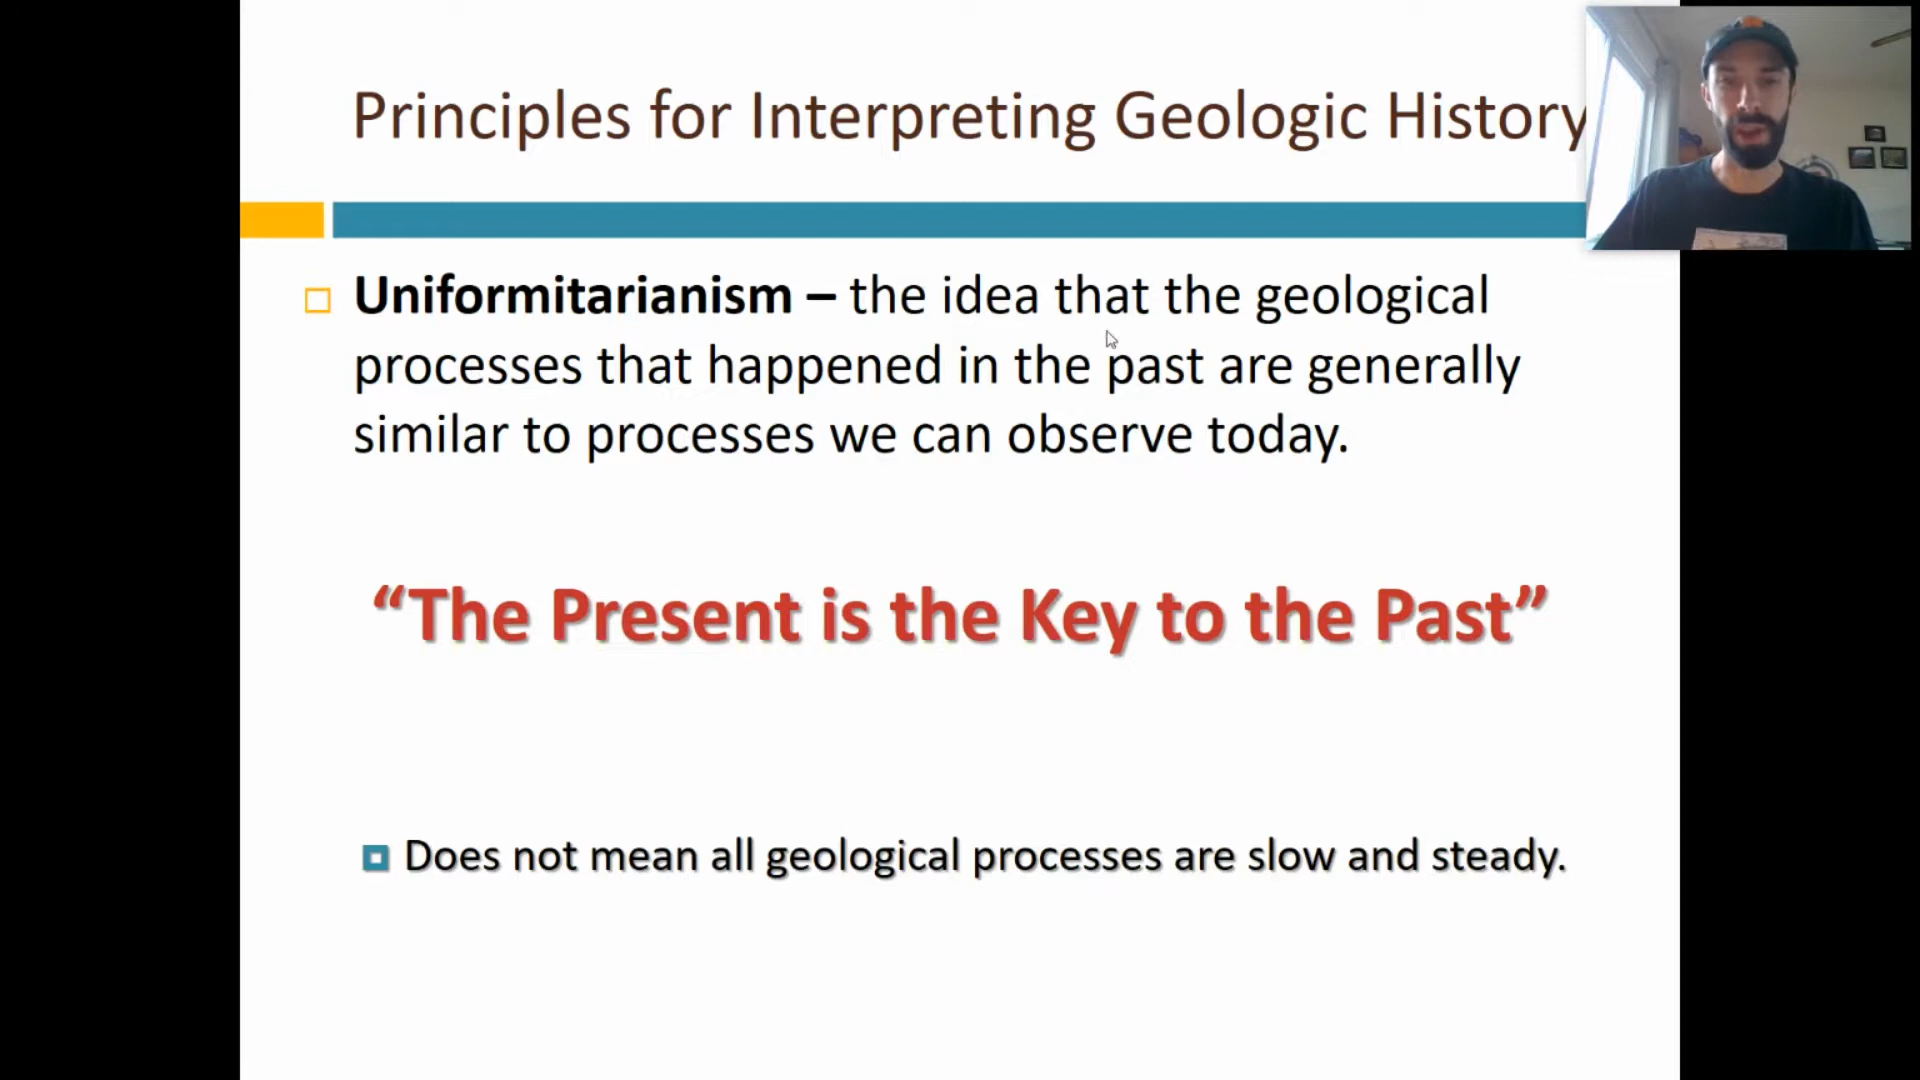 Principles for Interpreting Geologic History
Uniformitarianism – the idea that the geological
processes that happened in the past are generally
similar to processes we can observe today.
“The Present is the Key to the Past”
Does not mean all geological processes are slow and steady.